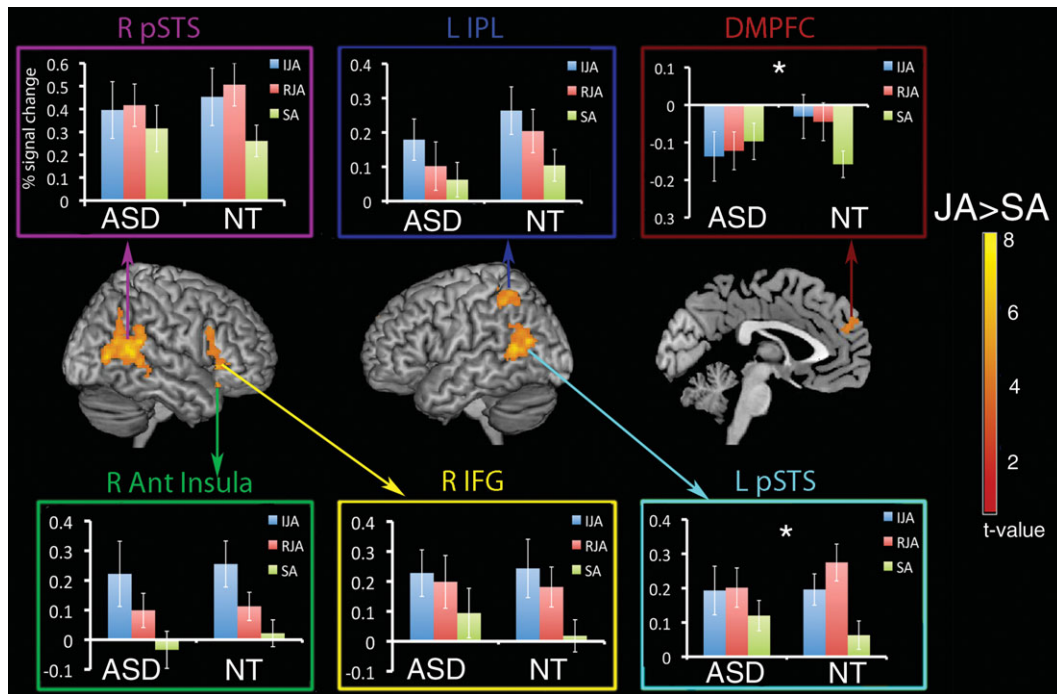 R pSTS
L IPL
DMPFC
% signal change
0.6
0.5
0.4
0.3
0.2
0.1
0
IJA
RJA
SA
ASD NT
0.4
0.3
0.2
0.1
0
IJA
RJA
SA
ASD NT
0.1
0
-0.1
-0.2
0.3
*
IJA
RJA
SA
ASD NT
JA>SA
8
6
4
2
t-value
R Ant Insula
R IFG
L pSTS
0.4
0.3
0.2
0.1
0
-0.1
IJA
RJA
SA
ASD NT
0.4
0.3
0.2
0.1
0
-0.1
IJA
RJA
SA
ASD NT
0.4
0.3
0.2
0.1
0
*
IJA
RJA
SA
ASD NT